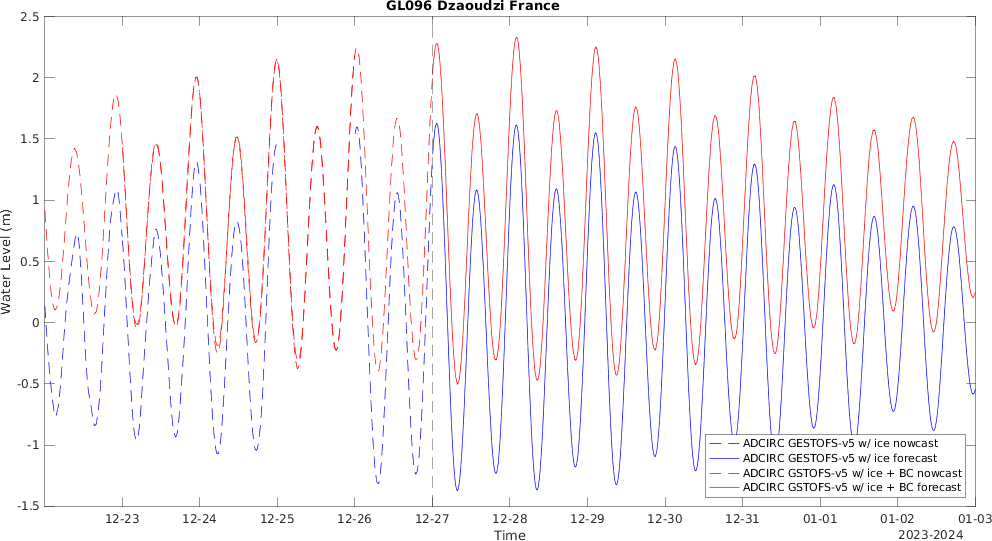 GL096 Dzaoudzi France
2.5
2
1.5
1
0.5
0
-0.5
-1
-1.5
Water Level (m)
12-23 12-24 12-25 12-26 12-27 12-28 12-29 12-30 12-31 01-01 01-02 01-03
Time
2023-2024
ADCIRC GESTOFS-v5 w/ ice nowcast
ADCIRC GESTOFS-v5 w/ ice forecast
ADCIRC GSTOFS-v5 w/ ice + BC nowcast
ADCIRC GSTOFS-v5 w/ ice + BC forecast